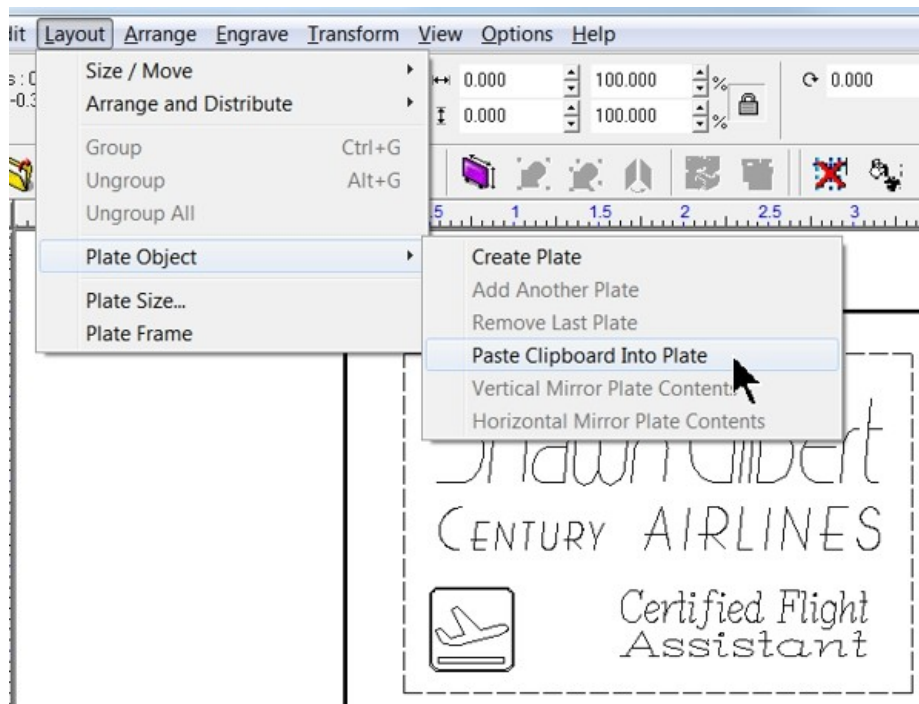 lit Layout Arrange Engrave Transform View Options Help
Size / Move
Arrange and Distribute
Group Ctrl+G
Ungroup Alt+G
Ungroup All
Plate Object
Plate Size...
Plate Frame
0.000 100.000 % 0.000
0.000 100.000 %
.5 1 1.5 2 2.5 3
Create Plate
Add Another Plate
Remove Last Plate
Paste Clipboard Into Plate
Vertical Mirror Plate Contents
Horizontal Mirror Plate Contents
Shawn Gilbert
CENTURY AIRLINES
Certified Flight
Assistant